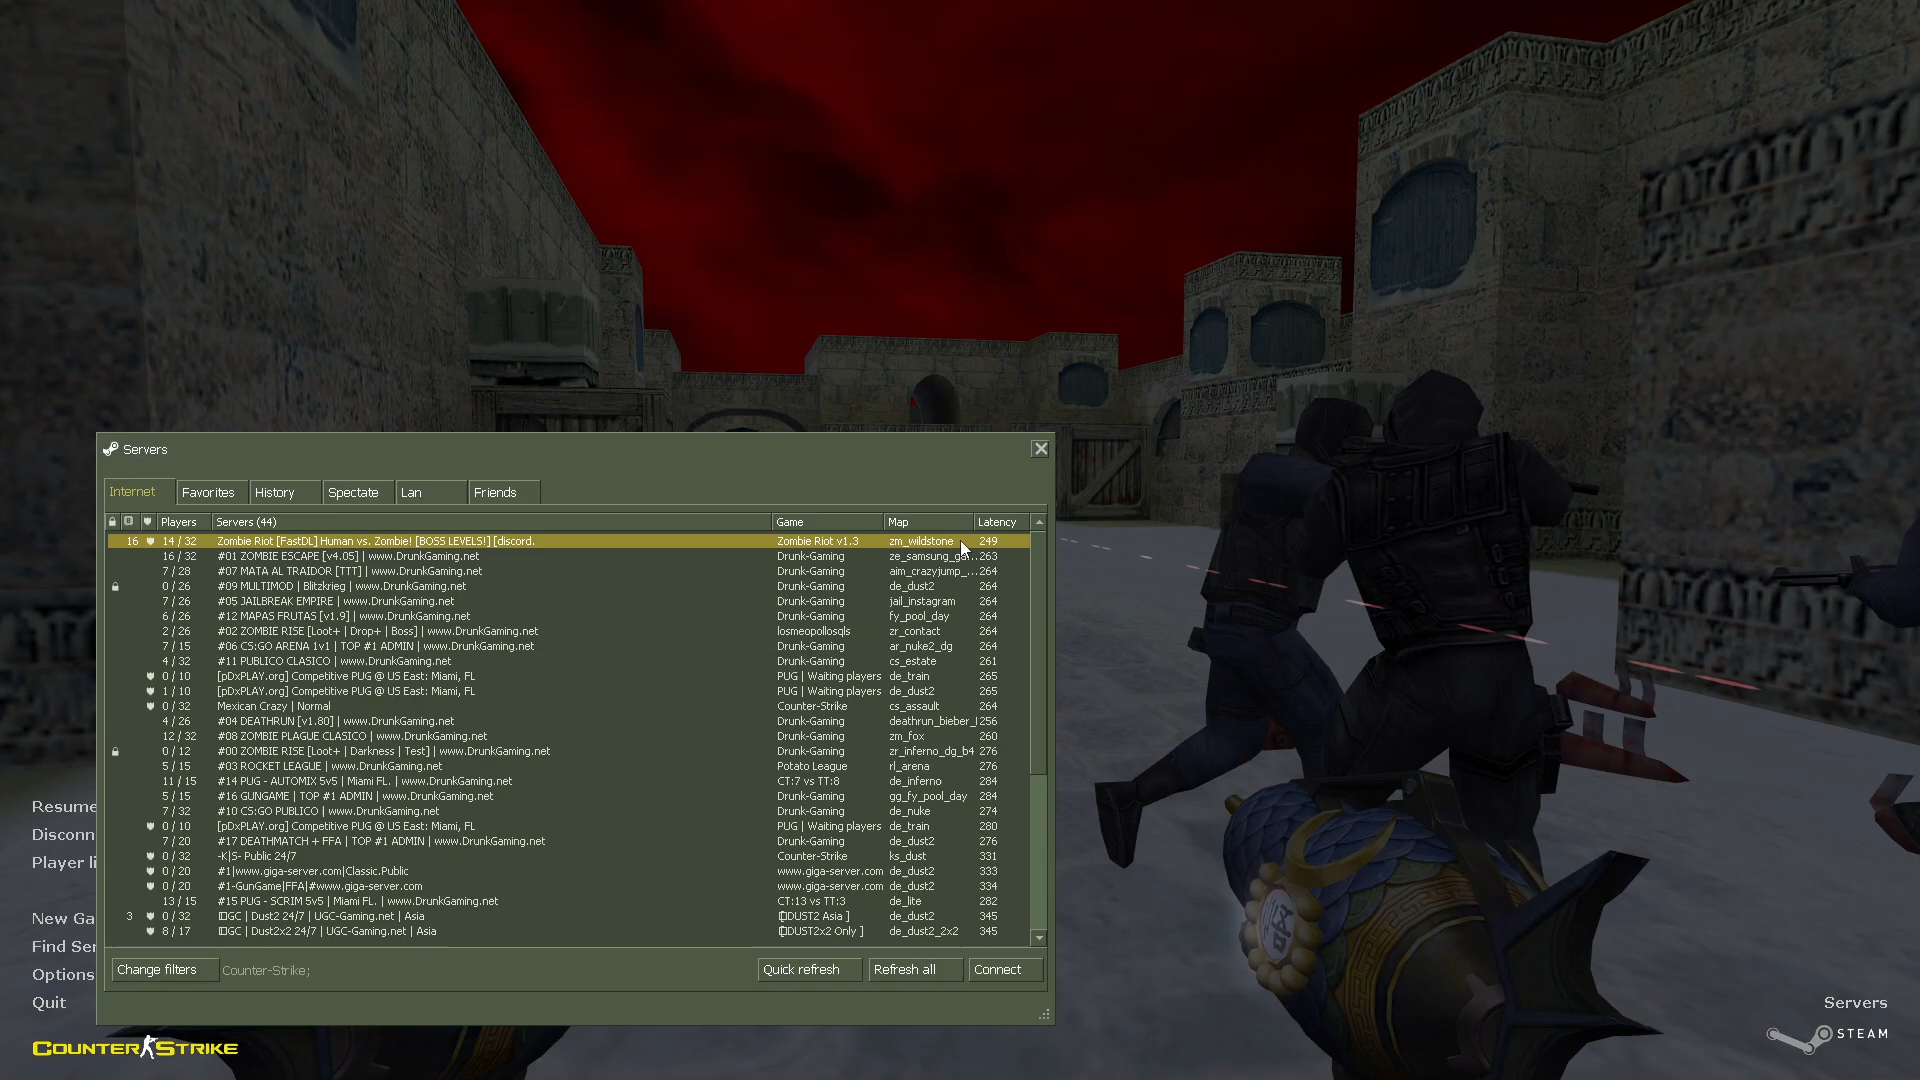 Servers
Internet Favorites History Spectate Lan Friends
Players Servers (44) Game Map Latency
16 14 / 32 Zombie Riot [FastDL] Human vs. Zombie! [BOSS LEVELS!] [discord. Zombie Riot v1.3 zm_wildstone 249
16 / 32 #01 ZOMBIE ESCAPE [v4.05] | www.DrunkGaming.net Drunk-Gaming ze_samsung_ga... 263
7 / 28 #07 MATA AL TRAIDOR [TTT] | www.DrunkGaming.net Drunk-Gaming aim_crazyjump_... 264
0 / 26 #09 MULTIMOD | Blitzkrieg | www.DrunkGaming.net Drunk-Gaming de_dust2 264
7 / 26 #05 JAILBREAK EMPIRE | www.DrunkGaming.net Drunk-Gaming jail_instagram 264
6 / 26 #12 MAPAS FRUTAS [v1.9] | www.DrunkGaming.net Drunk-Gaming fy_pool_day 264
2 / 26 #02 ZOMBIE RISE [Loot+ | Drop+ | Boss] | www.DrunkGaming.net losmeopollosqls zr_contact 264
7 / 15 #06 CS:GO ARENA 1v1 | TOP #1 ADMIN | www.DrunkGaming.net Drunk-Gaming ar_nuke2_dg 264
4 / 32 #11 PUBLICO CLASICO | www.DrunkGaming.net Drunk-Gaming cs_estate 261
0 / 10 [pDxPLAY.org] Competitive PUG @ US East: Miami, FL PUG | Waiting players de_train 265
1 / 10 [pDxPLAY.org] Competitive PUG @ US East: Miami, FL PUG | Waiting players de_dust2 265
0 / 32 Mexican Crazy | Normal Counter-Strike cs_assault 264
4 / 26 #04 DEATHRUN [v1.80] | www.DrunkGaming.net Drunk-Gaming deathrun_bieber_ 256
12 / 32 #08 ZOMBIE PLAGUE CLASICO | www.DrunkGaming.net Drunk-Gaming zm_fox 260
0 / 12 #00 ZOMBIE RISE [Loot+ | Darkness | Test] | www.DrunkGaming.net Drunk-Gaming zr_inferno_dg_b4 276
5 / 15 #03 ROCKET LEAGUE | www.DrunkGaming.net Potato League rl_arena 276
11 / 15 #14 PUG - AUTOMIX 5v5 | Miami FL. | www.DrunkGaming.net CT:7 vs TT:8 de_inferno 284
5 / 15 #16 GUNGAME | TOP #1 ADMIN | www.DrunkGaming.net Drunk-Gaming gg_fy_pool_day 284
7 / 32 #10 CS:GO PUBLICO | www.DrunkGaming.net Drunk-Gaming de_nuke 274
0 / 10 [pDxPLAY.org] Competitive PUG @ US East: Miami, FL PUG | Waiting players de_train 280
7 / 20 #17 DEATHMATCH + FFA | TOP #1 ADMIN | www.DrunkGaming.net Drunk-Gaming de_dust2 276
0 / 32 -K|S- Public 24/7 Counter-Strike ks_dust 331
0 / 20 #1|www.giga-server.com|Classic.Public www.giga-server.com de_dust2 333
0 / 20 #1-GunGame|FFA|#www.giga-server.com www.giga-server.com de_dust2 334
13 / 15 #15 PUG - SCRIM 5v5 | Miami FL. | www.DrunkGaming.net CT:13 vs TT:3 de_lite 282
3 0 / 32 GC | Dust2 24/7 | UGC-Gaming.net | Asia DUST2 Asia ] de_dust2 345
8 / 17 GC | Dust2x2 24/7 | UGC-Gaming.net | Asia DUST2x2 Only ] de_dust2_2x2 345
Change filters Counter-Strike; Quick refresh Refresh all Connect
Resume
Disconn
Player li
New Ga
Find Ser
Options
Quit
COUNTER STRIKE
Servers
STEAM